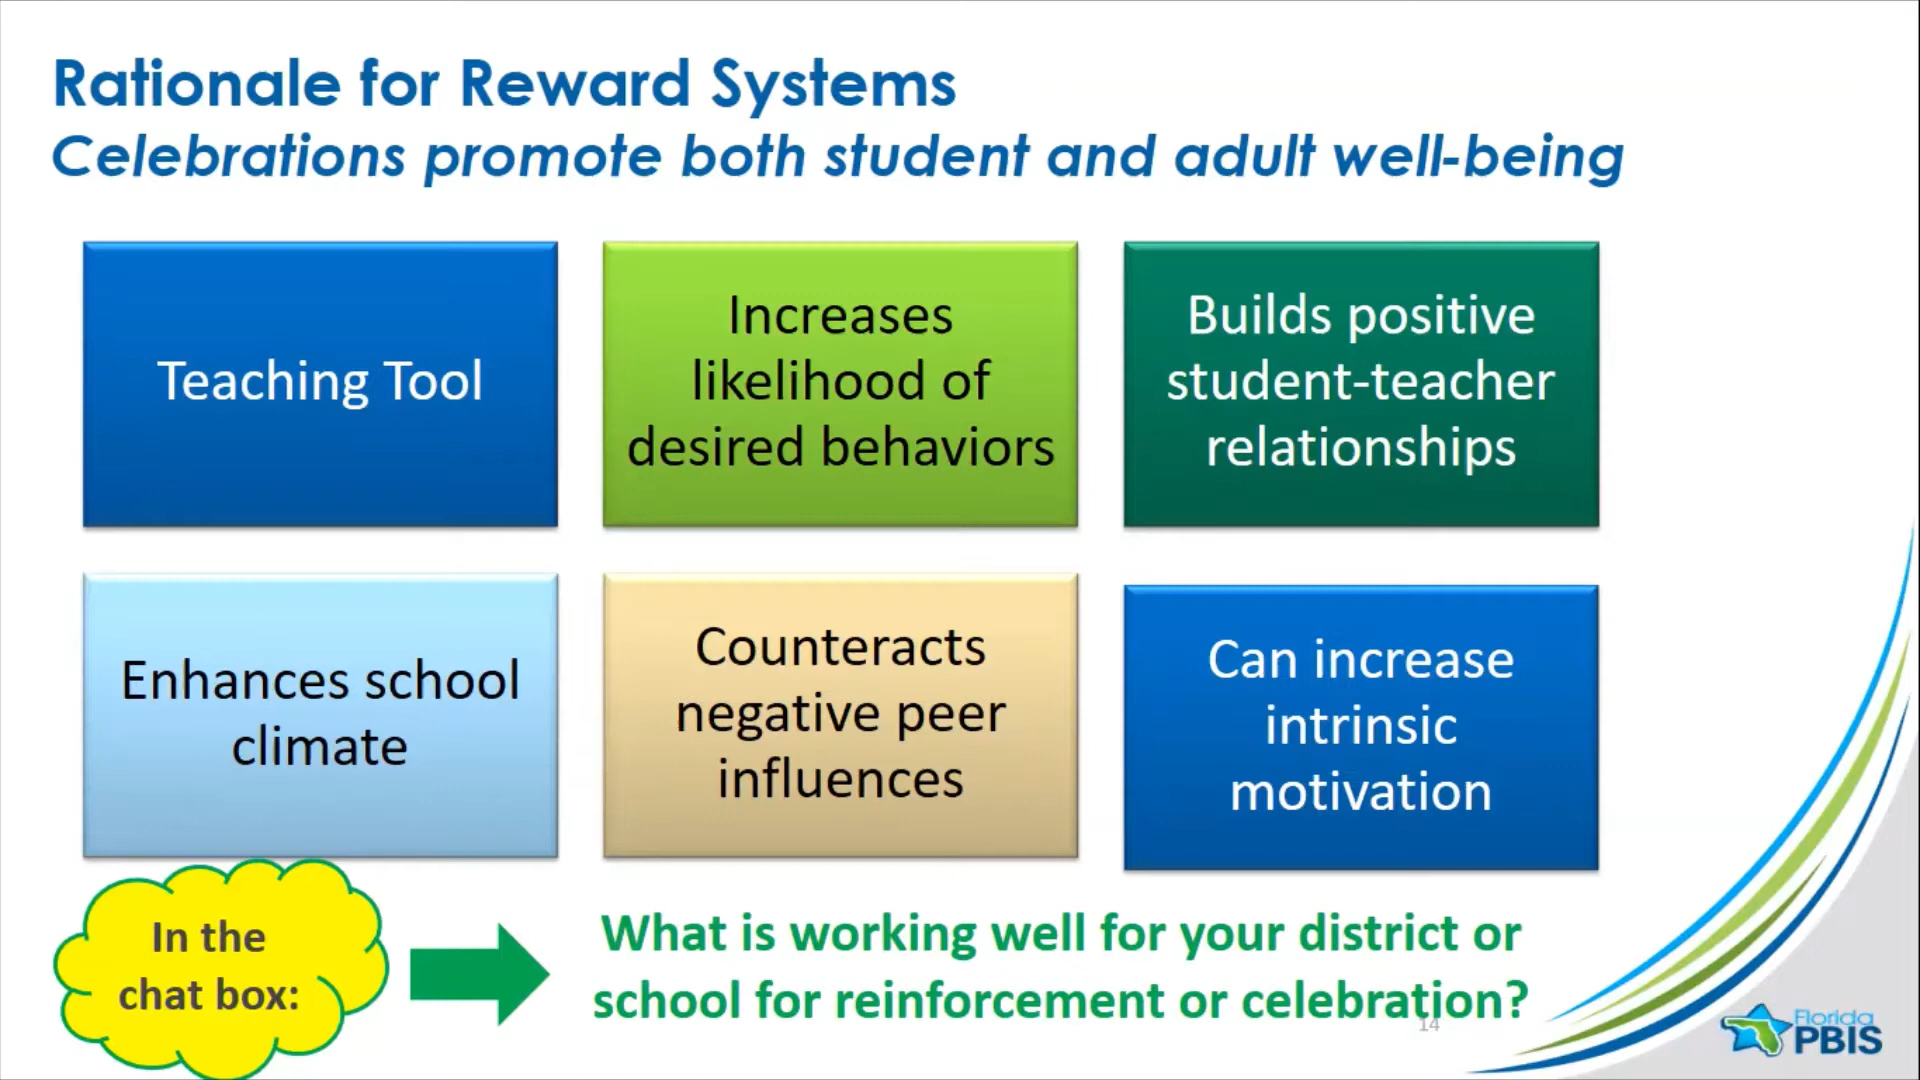 Rationale for Reward Systems
Celebrations promote both student and adult well-being
Teaching Tool
Increases
likelihood of
desired behaviors
Builds positive
student-teacher
relationships
Enhances school
climate
Counteracts
negative peer
influences
Can increase
intrinsic
motivation
In the
chat box:
What is working well for your district or
school for reinforcement or celebration?
14
Florida
PBIS